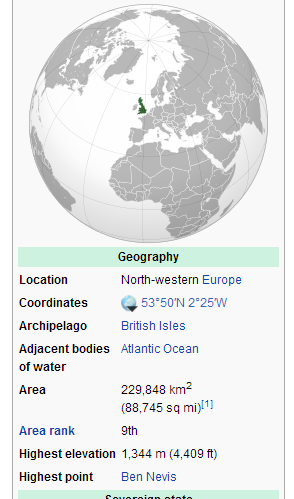 Geography
Location North-western Europe
Coordinates 53°50′N 2°25′W
Archipelago British Isles
Adjacent bodies Atlantic Ocean
of water
Area 229,848 km2
(88,745 sq mi)[1]
Area rank 9th
Highest elevation 1,344 m (4,409 ft)
Highest point Ben Nevis
Sovereign state